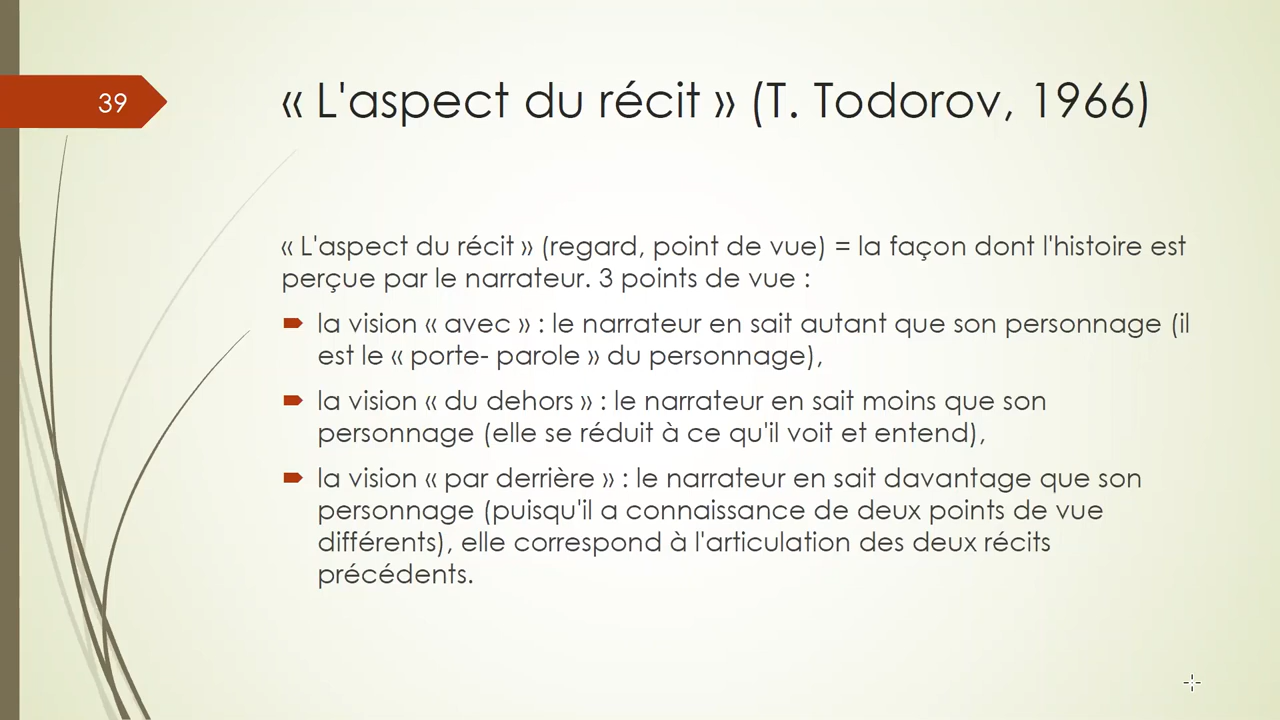 39
« L'aspect du récit » (T. Todorov, 1966)
« L'aspect du récit » (regard, point de vue) = la façon dont l'histoire est
perçue par le narrateur. 3 points de vue :
la vision « avec » : le narrateur en sait autant que son personnage (il
est le « porte- parole » du personnage),
la vision « du dehors » : le narrateur en sait moins que son
personnage (elle se réduit à ce qu'il voit et entend),
la vision « par derrière » : le narrateur en sait davantage que son
personnage (puisqu'il a connaissance de deux points de vue
différents), elle correspond à l'articulation des deux récits
précédents.